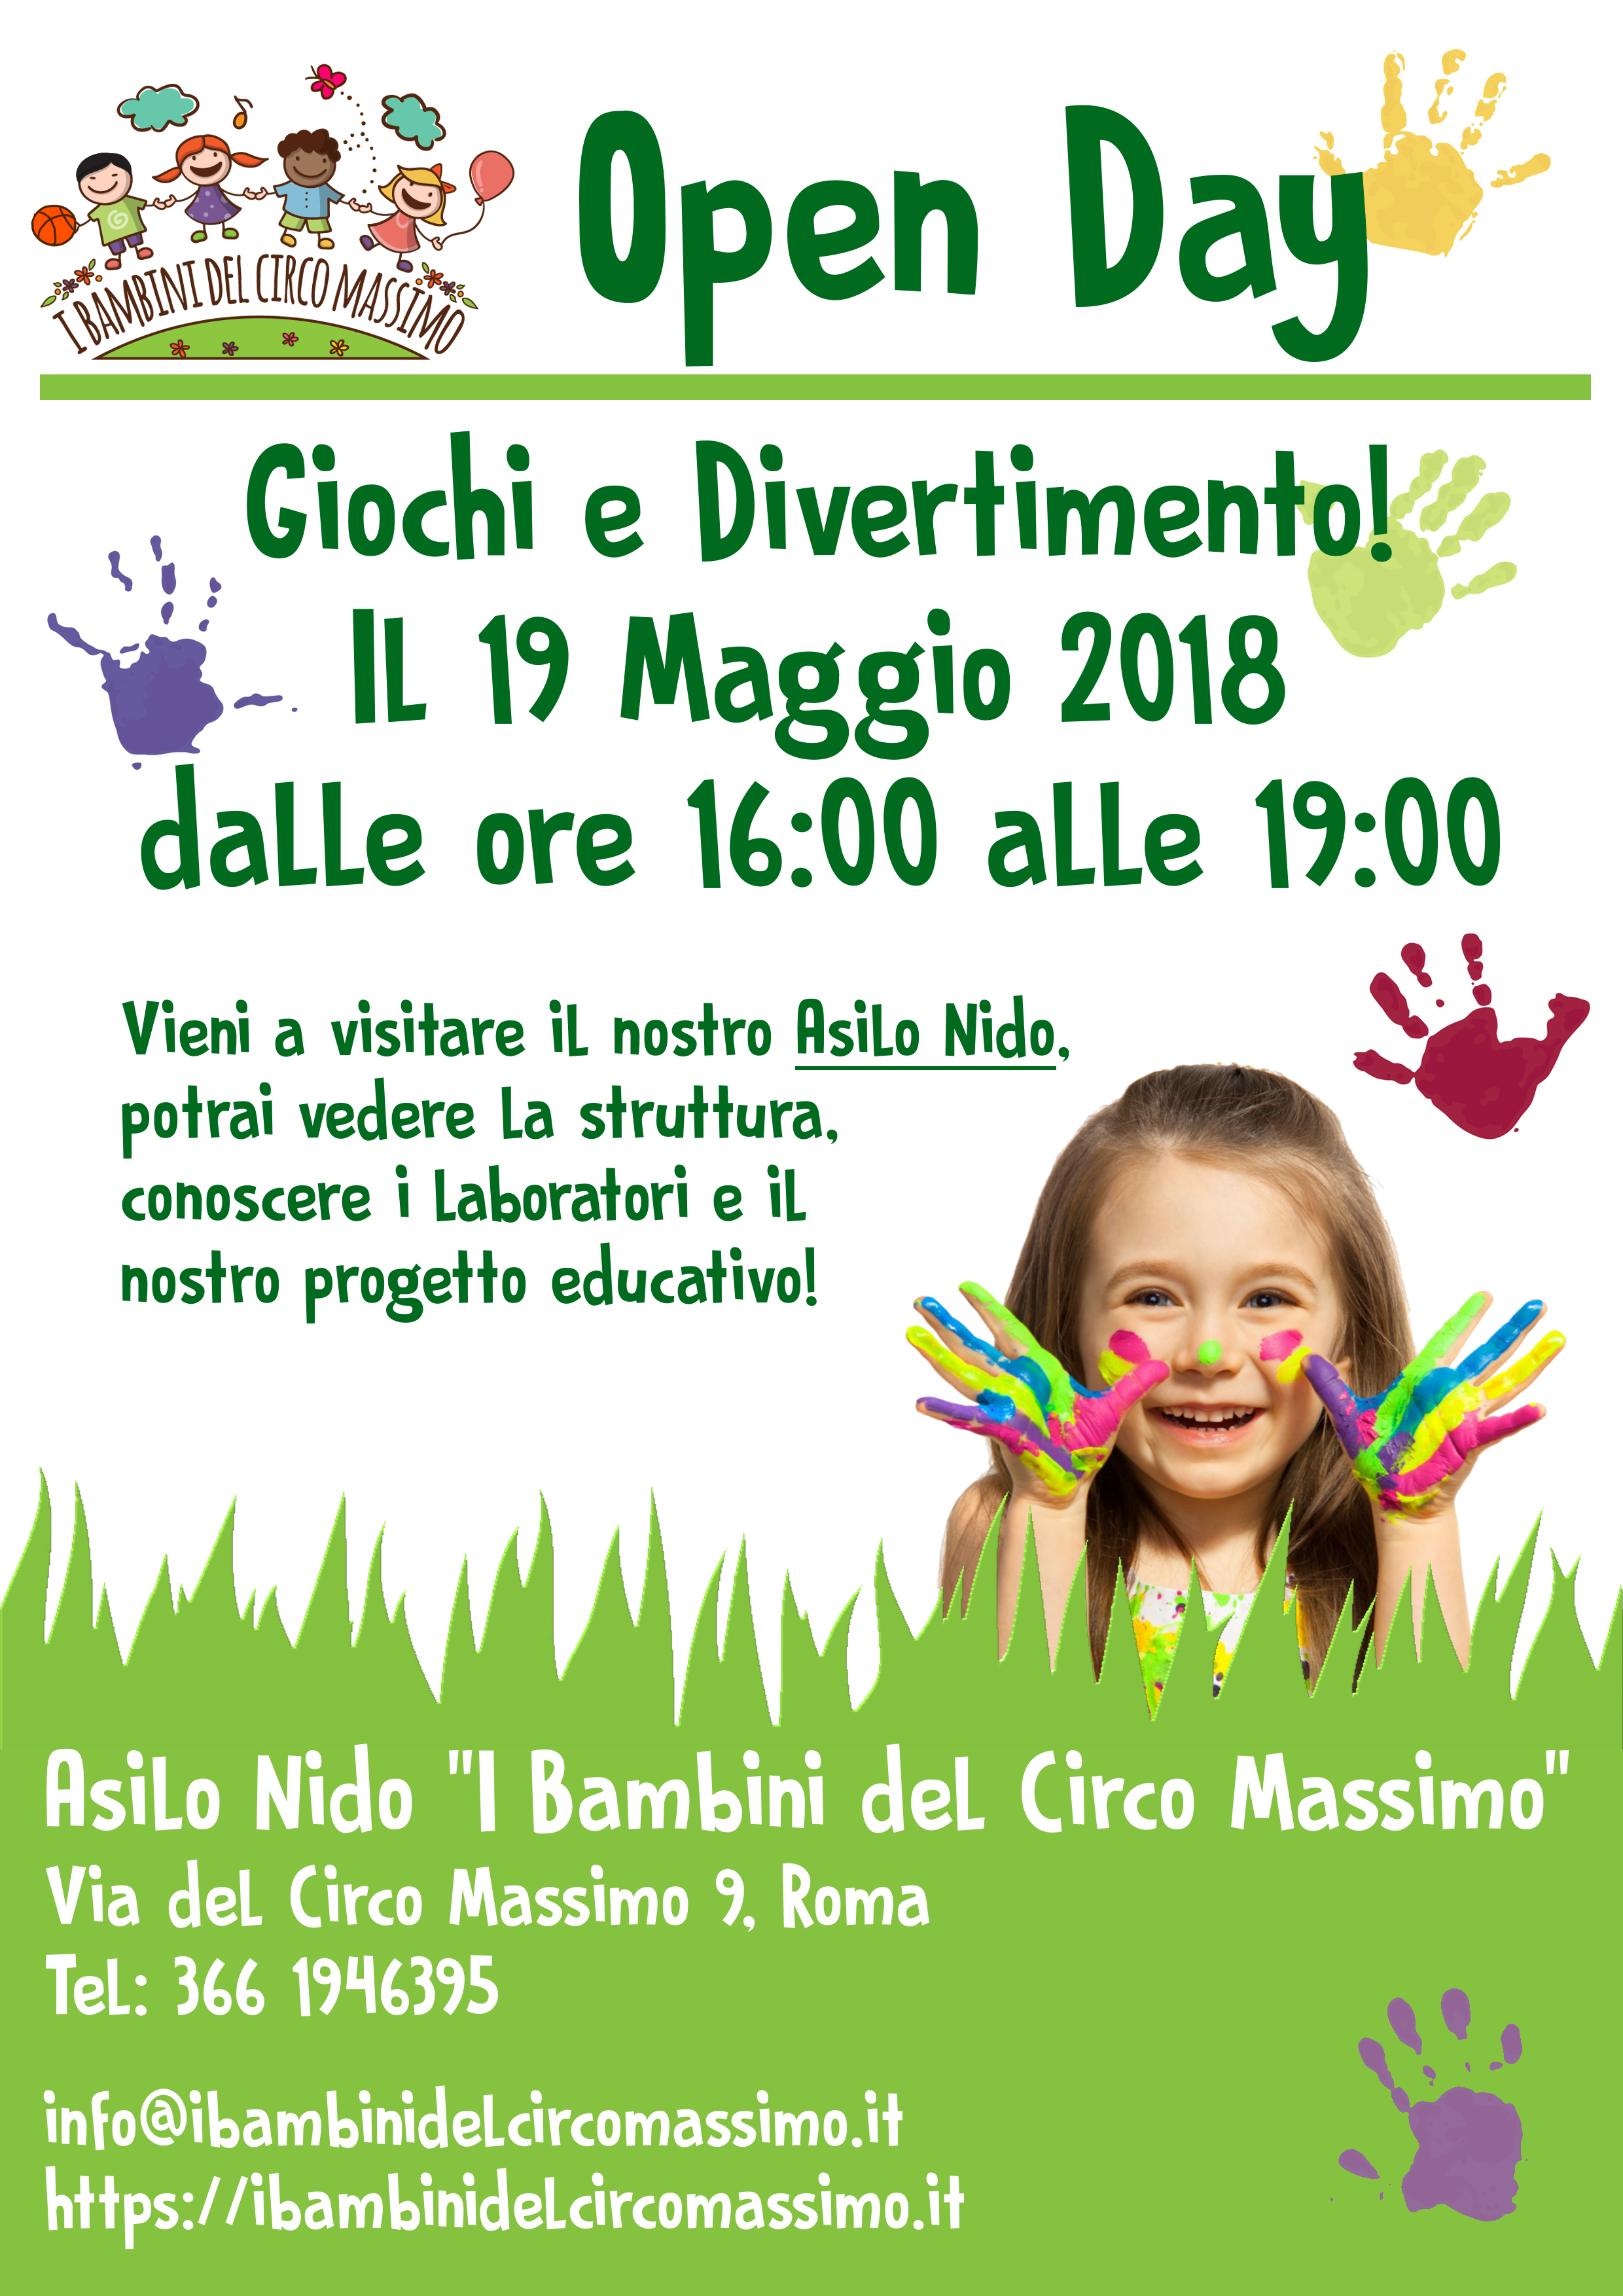 I BAMBINI DEL CIRCO MASSIMO
Open Day
Giochi e Divertimento!
Il 19 Maggio 2018
dalle ore 16:00 alle 19:00
Vieni a visitare il nostro Asilo Nido,
potrai vedere la struttura,
conoscere i laboratori e il
nostro progetto educativo!
Asilo Nido "I Bambini del Circo Massimo"
Via del Circo Massimo 9, Roma
Tel: 366 1946395
info@ibambinidelcircomassimo.it
https://ibambinidelcircomassimo.it